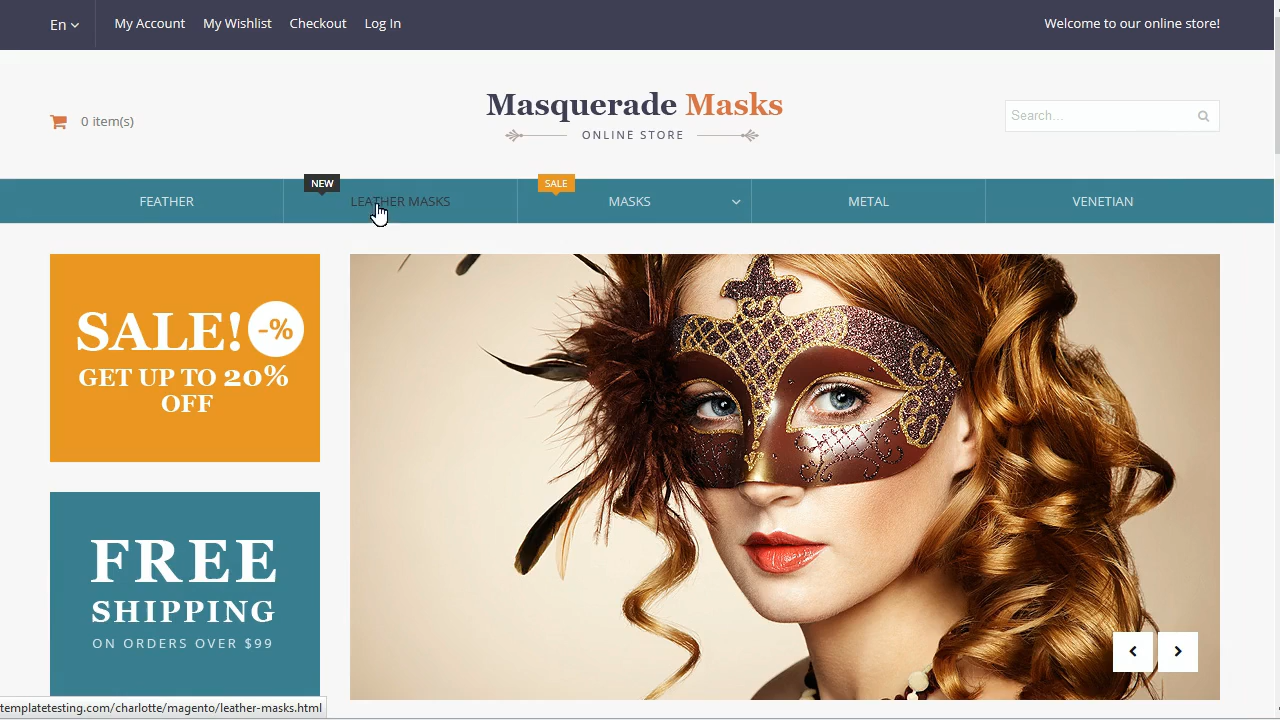 En
My Account
My Wishlist
Checkout
Log In
Welcome to our online store!
0 item(s)
Masquerade Masks
ONLINE STORE
Search...
NEW
SALE
FEATHER
LEATHER MASKS
MASKS
METAL
VENETIAN
SALE! -%
GET UP TO 20%
OFF
FREE
SHIPPING
ON ORDERS OVER $99
templatetesting.com/charlotte/magento/leather-masks.html